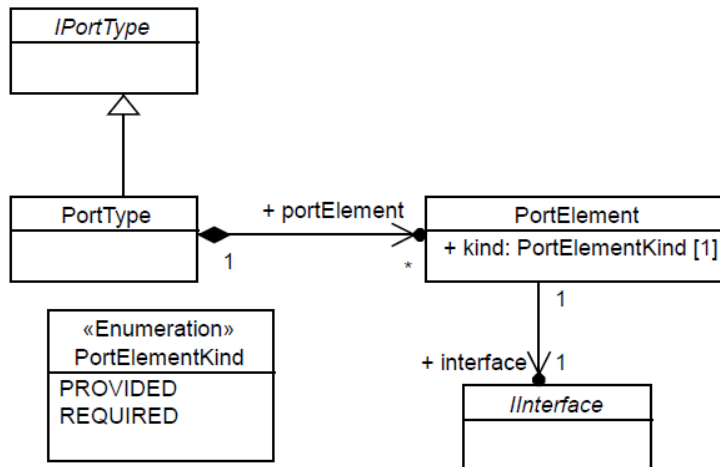 IPortType
PortType
+ portElement
1
*
PortElement
+ kind: PortElementKind [1]
«Enumeration»
PortElementKind
PROVIDED
REQUIRED
1
+ interface
1
IInterface